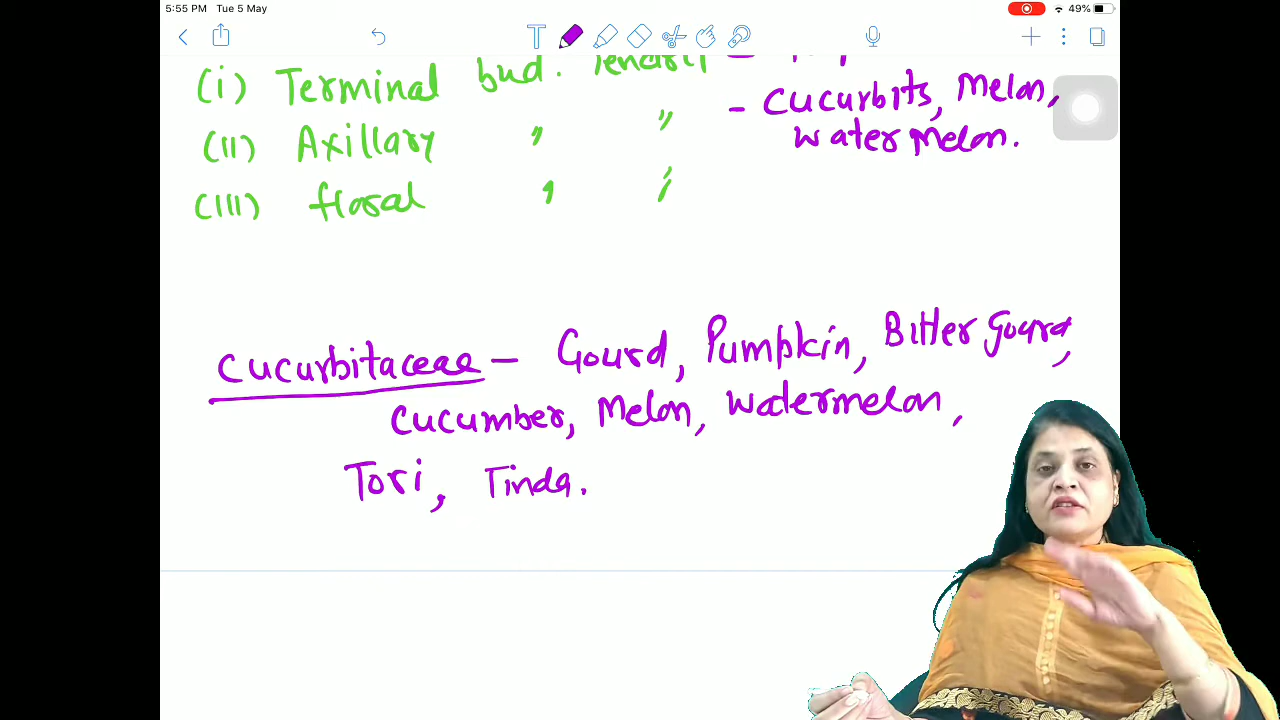 5:55 PM Tue 5 May
49%
(i) Terminal bud. Tendril
(II) Axillary " "
(III) floral " "
- Cucurbits, Melon,
Water Melon.
Cucurbitaceae - Gourd, Pumpkin, Bitter Gourd,
Cucumber, Melon, Watermelon,
Tori, Tinda.